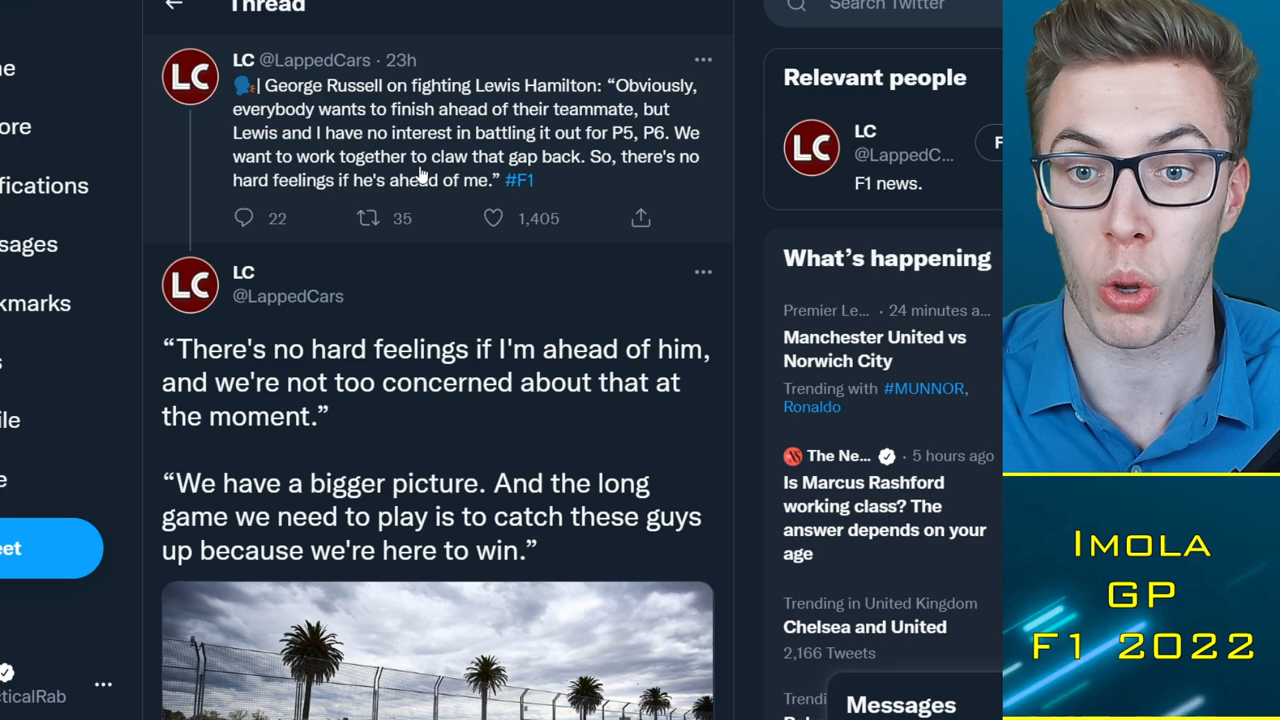 Thread
LC @LappedCars · 23h
LC
| George Russell on fighting Lewis Hamilton: “Obviously,
everybody wants to finish ahead of their teammate, but
Lewis and I have no interest in battling it out for P5, P6. We
want to work together to claw that gap back. So, there's no
hard feelings if he's ahead of me.” #F1
22
35
1,405
LC
LC
@LappedCars
“There's no hard feelings if I'm ahead of him,
and we're not too concerned about that at
the moment.”
“We have a bigger picture. And the long
game we need to play is to catch these guys
up because we're here to win.”
Search Twitter
Relevant people
LC
LC
@LappedC...
F
F1 news.
What's happening
Premier Le... · 24 minutes a...
Manchester United vs
Norwich City
Trending with #MUNNOR,
Ronaldo
The Ne... · 5 hours ago
Is Marcus Rashford
working class? The
answer depends on your
age
Trending in United Kingdom
Chelsea and United
2,166 Tweets
Trendi
Messages
e
ore
ifications
sages
kmarks
s
ile
e
eet
cticalRab
IMOLA
GP
F1 2022